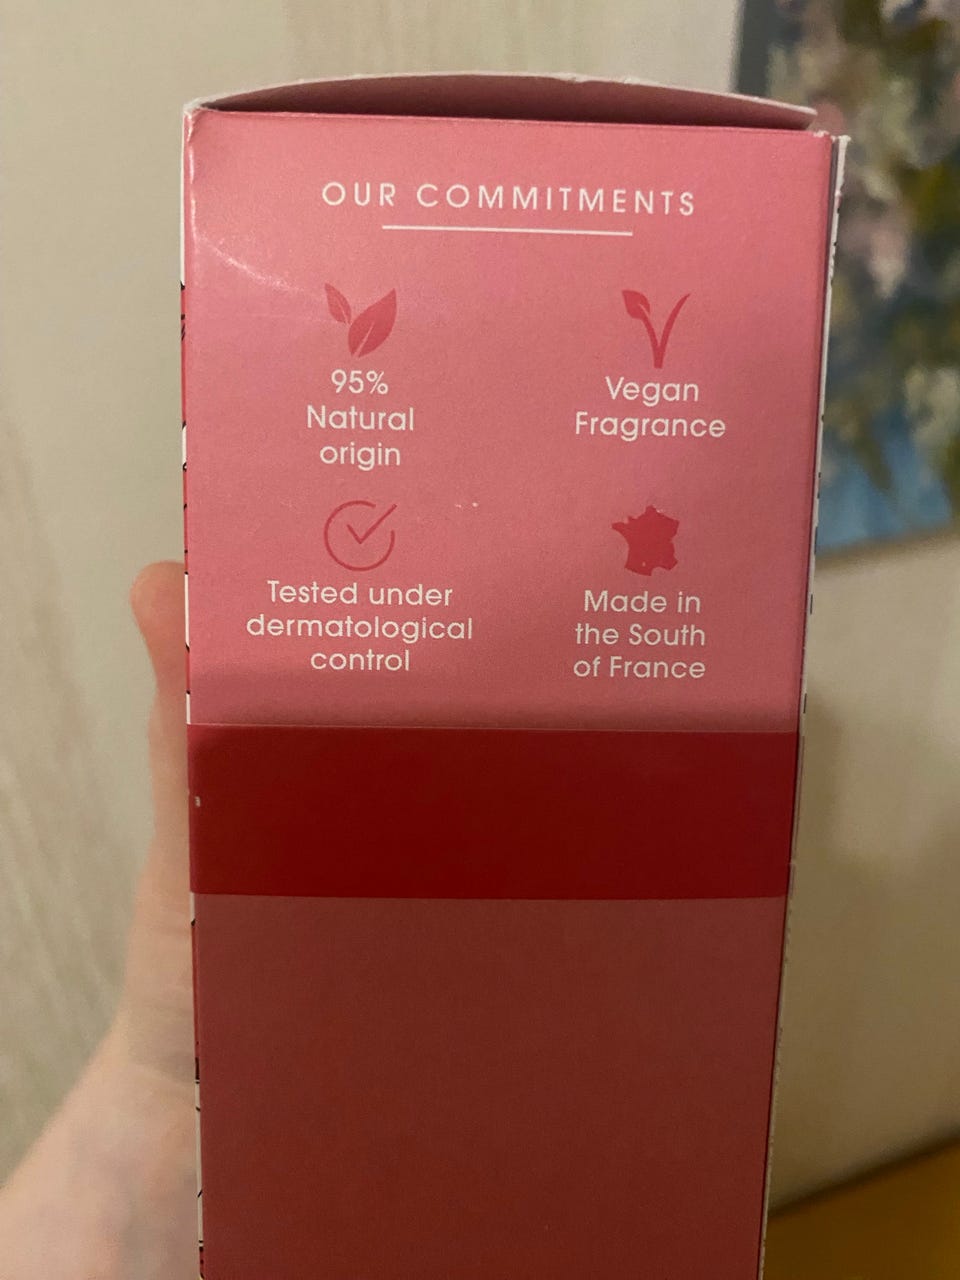 OUR COMMITMENTS
95%
Natural
origin
Vegan
Fragrance
Tested under
dermatological
control
Made in
the South
of France